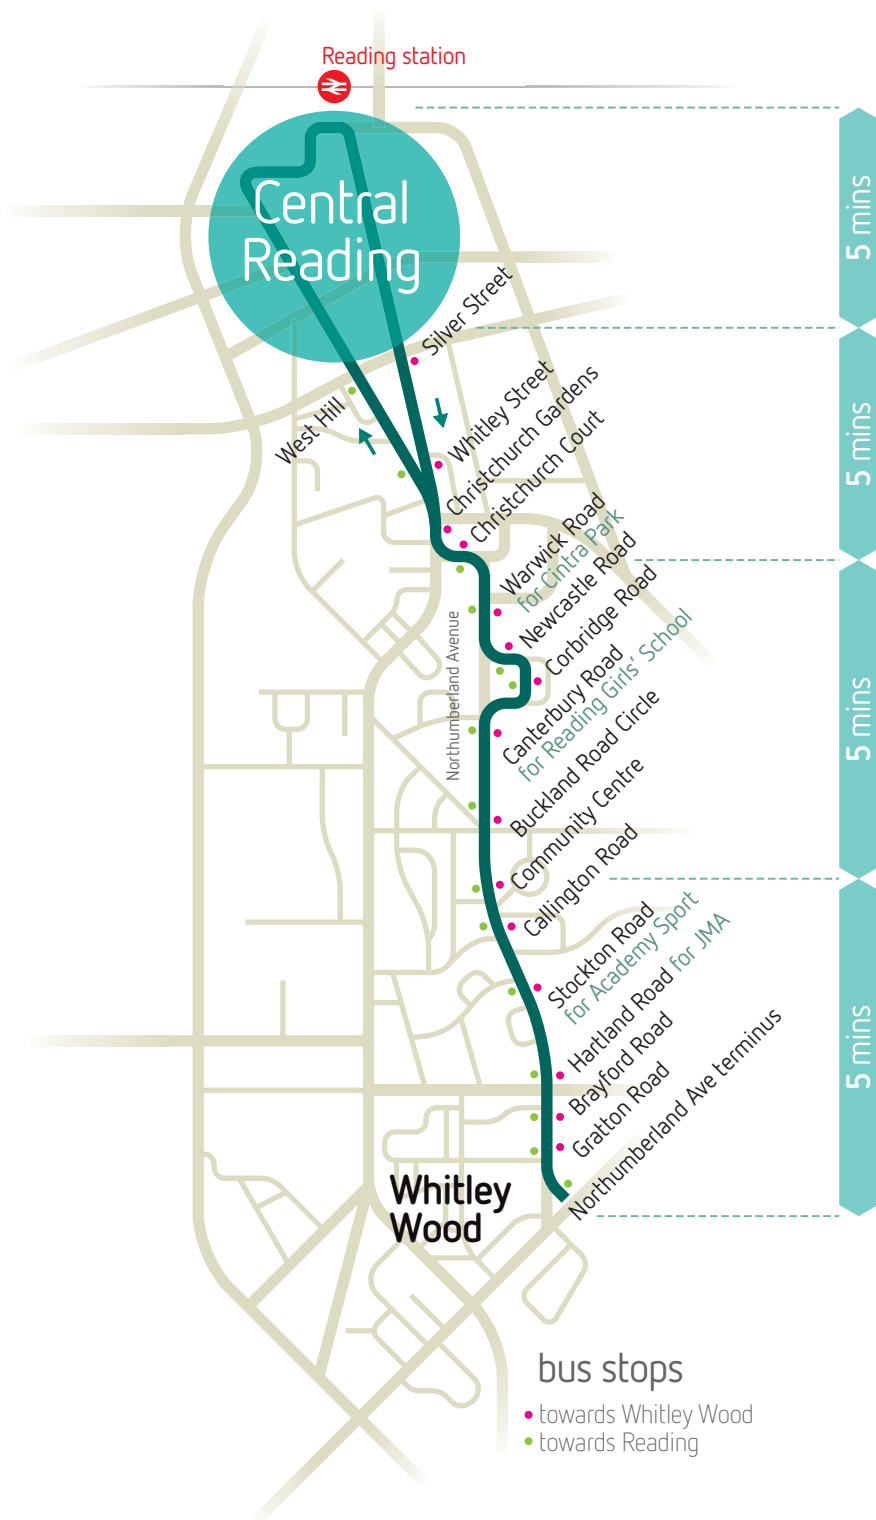 Reading station
Central
Reading
5 mins
Silver Street
West Hill
Whitley Street
5 mins
Christchurch Gardens
Christchurch Court
Warwick Road
for Cintra Park
Newcastle Road
Corbridge Road
Northumberland Avenue
Canterbury Road
for Reading Girls' School
5 mins
Buckland Road Circle
Community Centre
Callington Road
Stockton Road
for Academy Sport
Hartland Road for JMA
5 mins
Brayford Road
Gratton Road
Northumberland Ave terminus
Whitley
Wood
bus stops
towards Whitley Wood
towards Reading